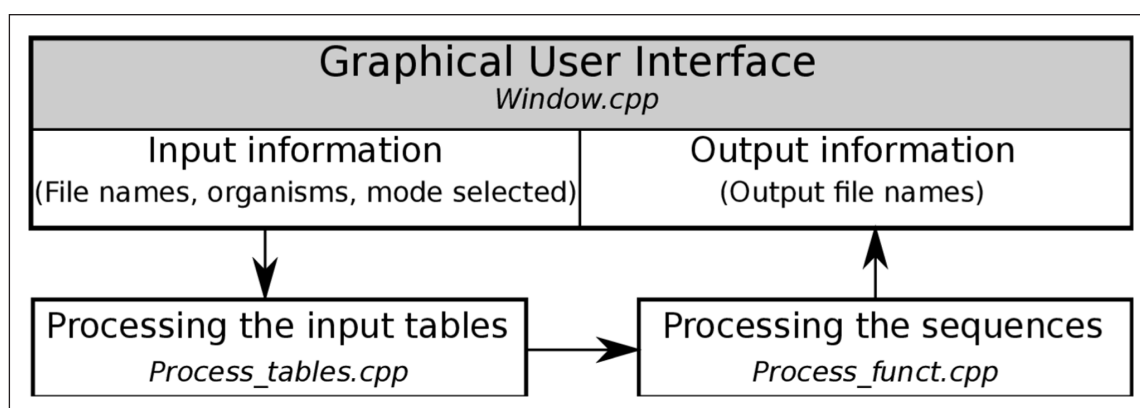 Graphical User Interface
Window.cpp
Input information
(File names, organisms, mode selected)
Output information
(Output file names)
Processing the input tables
Process_tables.cpp
Processing the sequences
Process_funct.cpp